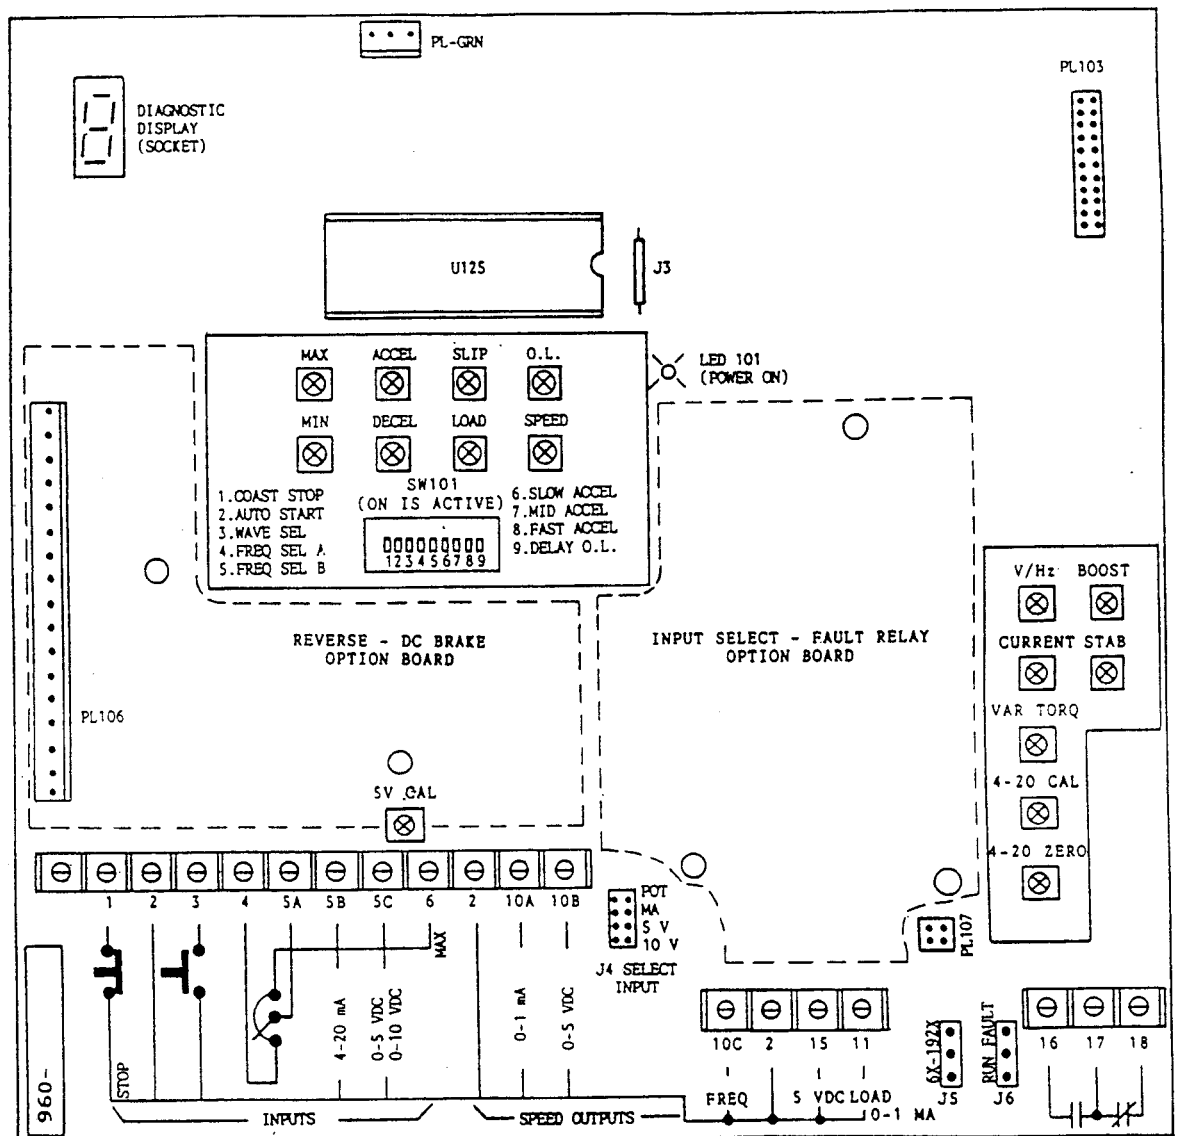 PL-GRN
PL103
DIAGNOSTIC
DISPLAY
(SOCKET)
U125
J3
MAX ACCEL SLIP O.L.
LED 101
(POWER ON)
MIN DECEL LOAD SPEED
SW101
(ON IS ACTIVE)
1.COAST STOP
2.AUTO START
3.WAVE SEL
4.FREQ SEL A
5.FREQ SEL B
123456789
6.SLOW ACCEL
7.MID ACCEL
8.FAST ACCEL
9.DELAY O.L.
V/Hz BOOST
REVERSE - DC BRAKE
OPTION BOARD
INPUT SELECT - FAULT RELAY
OPTION BOARD
CURRENT STAB
PL106
VAR TORQ
4-20 CAL
5V CAL
4-20 ZERO
1 2 3 4 5A 5B 5C 6 2 10A 10B
POT
MA
5 V
10 V
J4 SELECT
INPUT
PL107
MAX
4-20 mA
0-5 VDC
0-10 VDC
0-1 mA
0-5 VDC
STOP
960-
10C 2 15 11
6X-192X
J5
RUN FAULT
J6
16 17 18
FREQ 5 VDC LOAD
0-1 MA
INPUTS
SPEED OUTPUTS